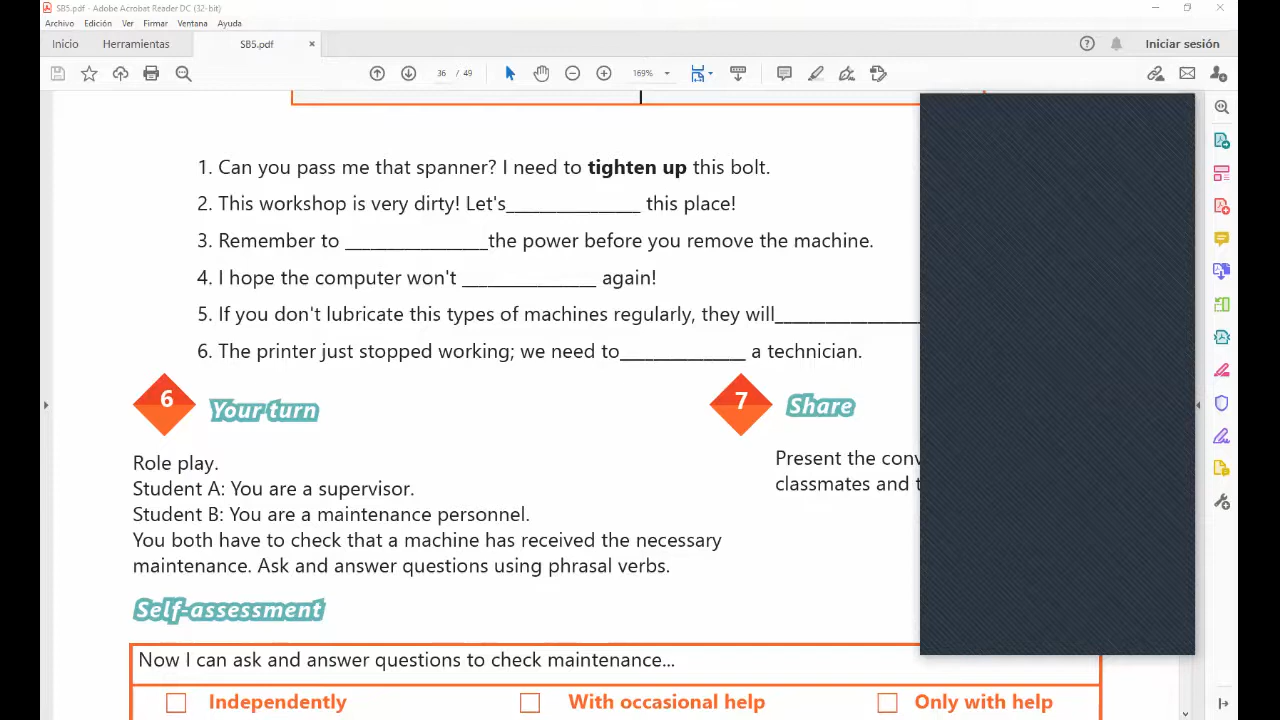 SB5.pdf - Adobe Acrobat Reader DC (32-bit)
Archivo Edición Ver Firmar Ventana Ayuda
Inicio Herramientas SB5.pdf × Iniciar sesión
36 / 49 169%
1. Can you pass me that spanner? I need to tighten up this bolt.
2. This workshop is very dirty! Let's________________ this place!
3. Remember to _________________the power before you remove the machine.
4. I hope the computer won't ________________ again!
5. If you don't lubricate this types of machines regularly, they will_________________
6. The printer just stopped working; we need to_______________ a technician.
6 Your turn
Role play.
Student A: You are a supervisor.
Student B: You are a maintenance personnel.
You both have to check that a machine has received the necessary
maintenance. Ask and answer questions using phrasal verbs.
7 Share
Present the
classmates and
Self-assessment
Now I can ask and answer questions to check maintenance...
Independently With occasional help Only with help